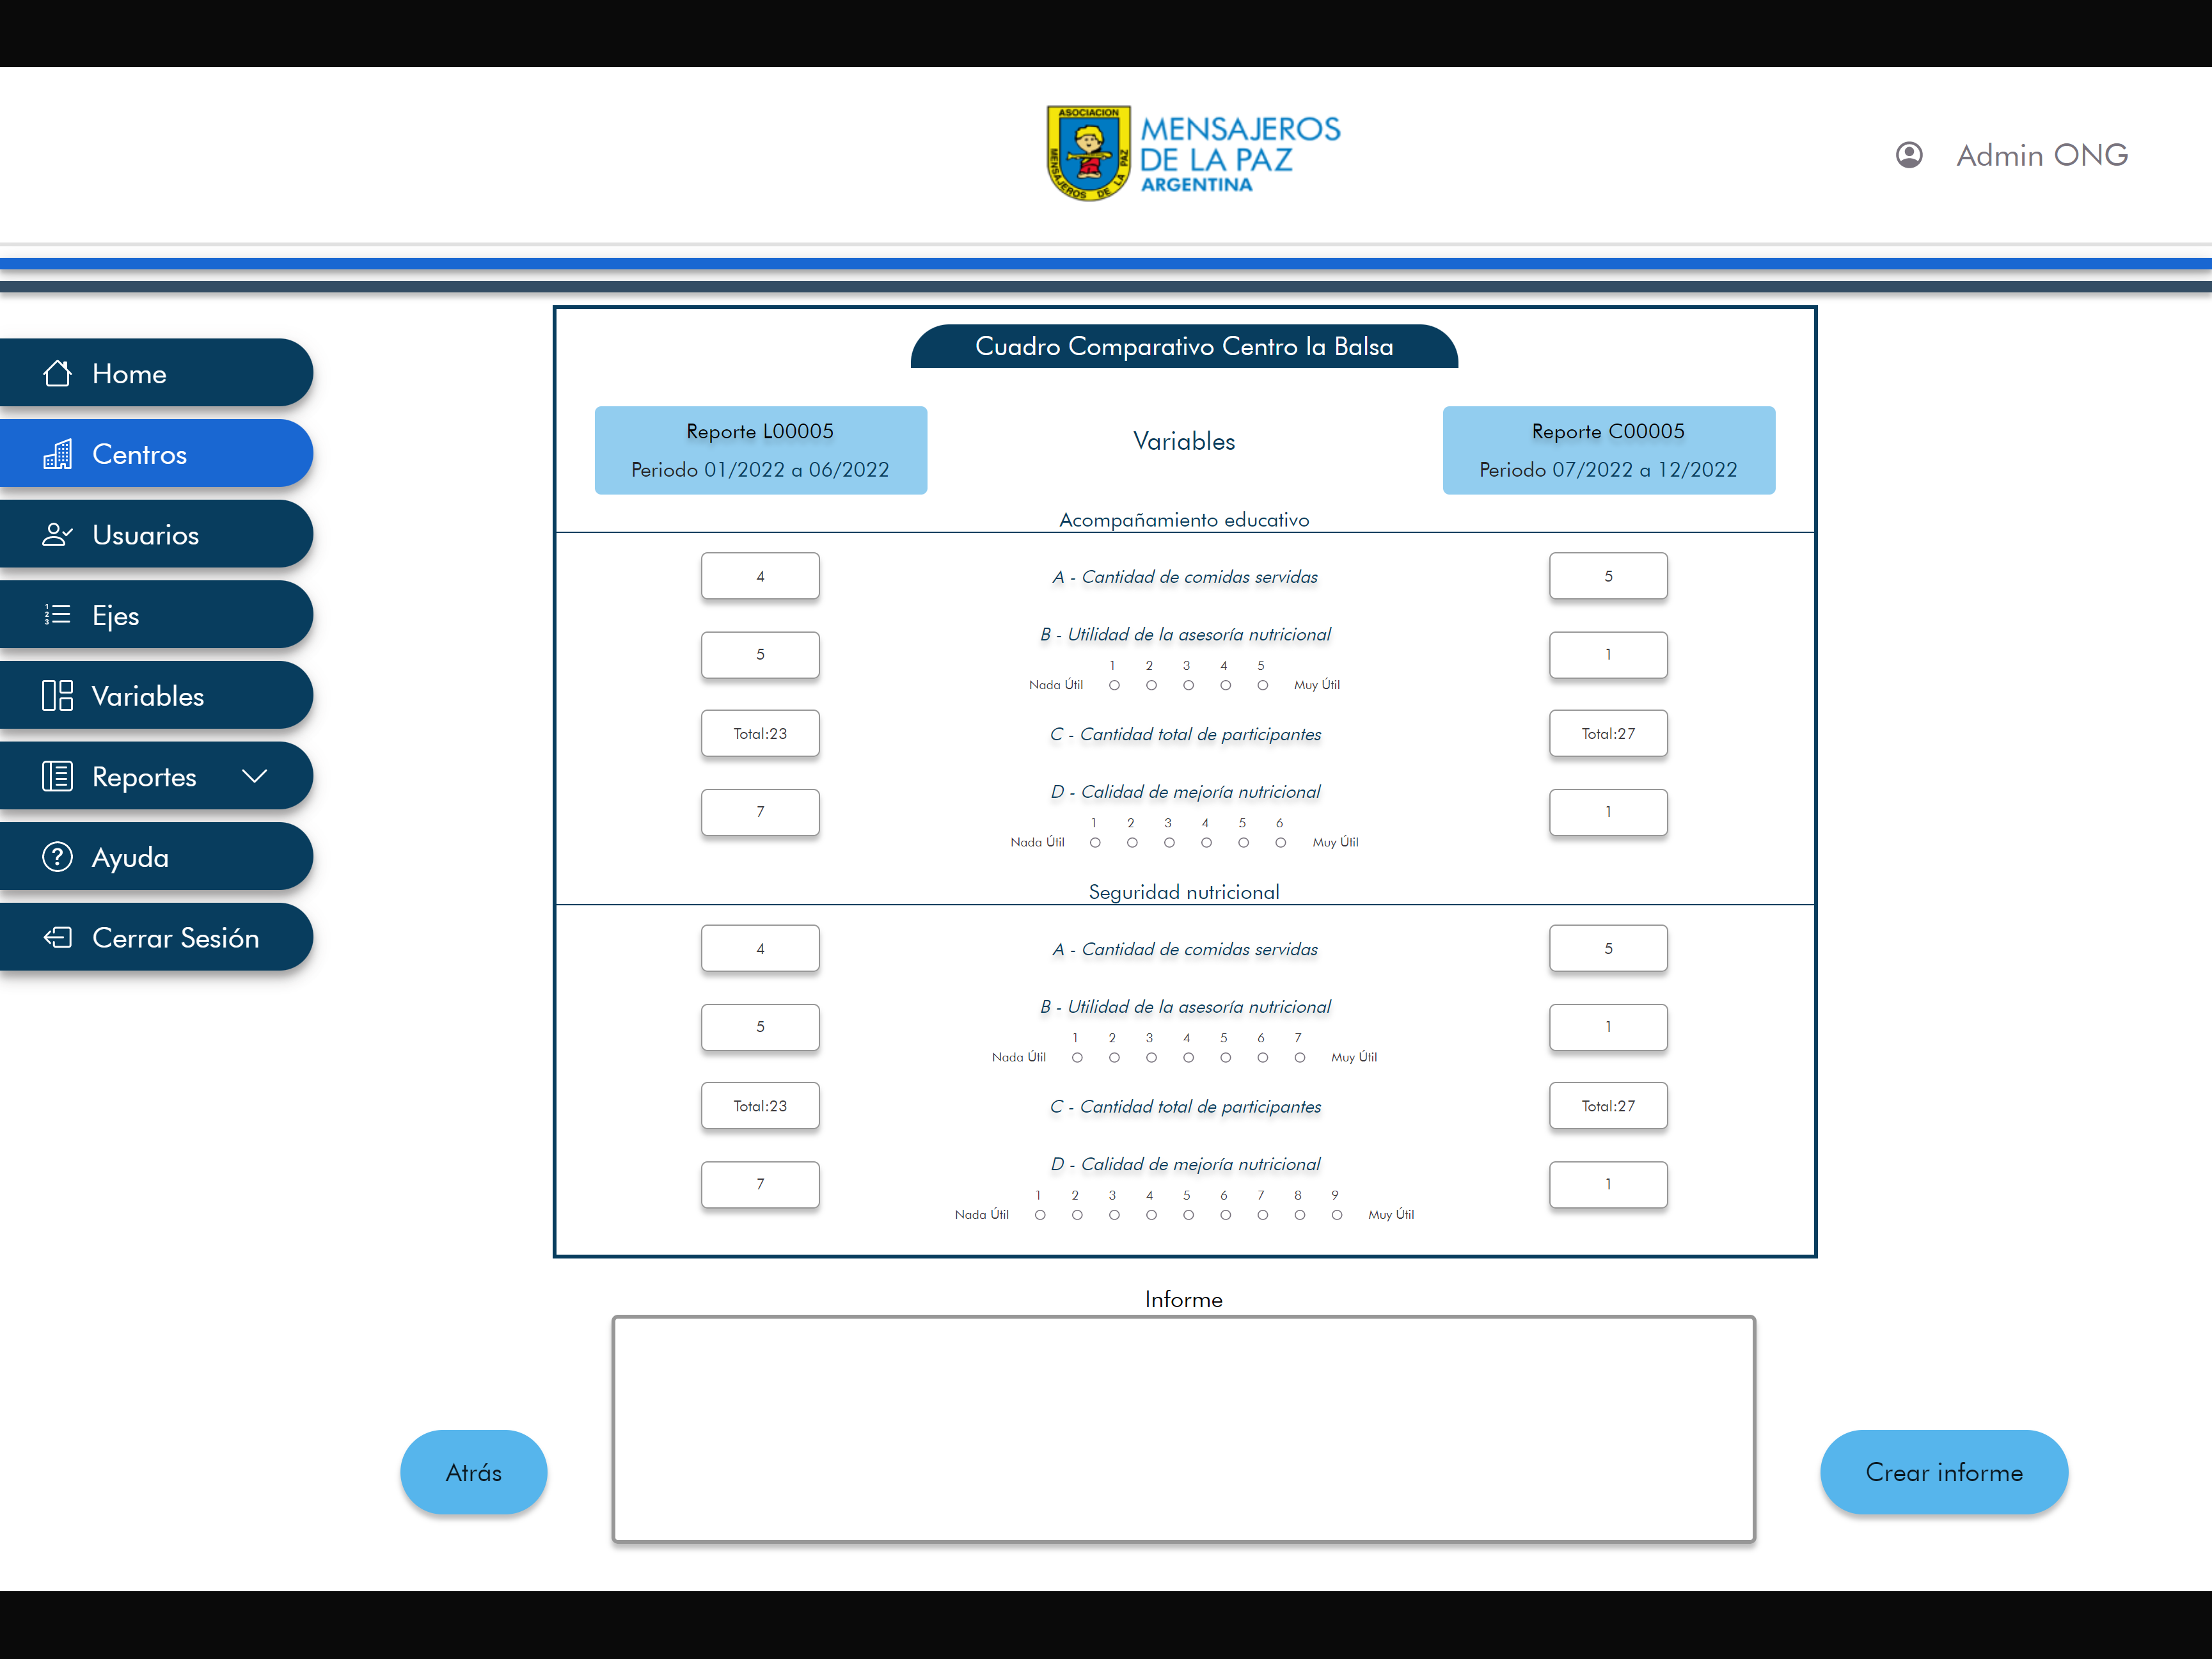 ASOCIACION
MENSAJEROS DE LA PAZ
MENSAJEROS
DE LA PAZ
ARGENTINA
Admin ONG
Home
Centros
Usuarios
Ejes
Variables
Reportes
Ayuda
Cerrar Sesión
Cuadro Comparativo Centro la Balsa
Reporte L00005
Periodo 01/2022 a 06/2022
Variables
Reporte C00005
Periodo 07/2022 a 12/2022
Acompañamiento educativo
4 A - Cantidad de comidas servidas 5
B - Utilidad de la asesoría nutricional
5 1
1 2 3 4 5
Nada Útil Muy Útil
Total:23 C - Cantidad total de participantes Total:27
D - Calidad de mejoría nutricional
7 1
1 2 3 4 5 6
Nada Útil Muy Útil
Seguridad nutricional
4 A - Cantidad de comidas servidas 5
B - Utilidad de la asesoría nutricional
5 1
1 2 3 4 5 6 7
Nada Útil Muy Útil
Total:23 C - Cantidad total de participantes Total:27
D - Calidad de mejoría nutricional
7 1
1 2 3 4 5 6 7 8 9
Nada Útil Muy Útil
Informe
Atrás
Crear informe